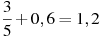 3/5 + 0,6 = 1,2